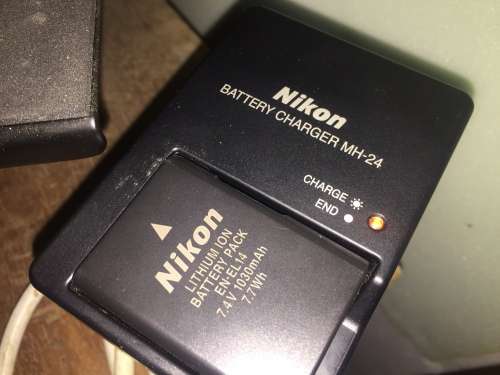 Nikon
BATTERY CHARGER MH-24
CHARGE
END
Nikon
LITHIUM ION
BATTERY PACK
EN-EL14
7.4V 1030mAh
7.7Wh